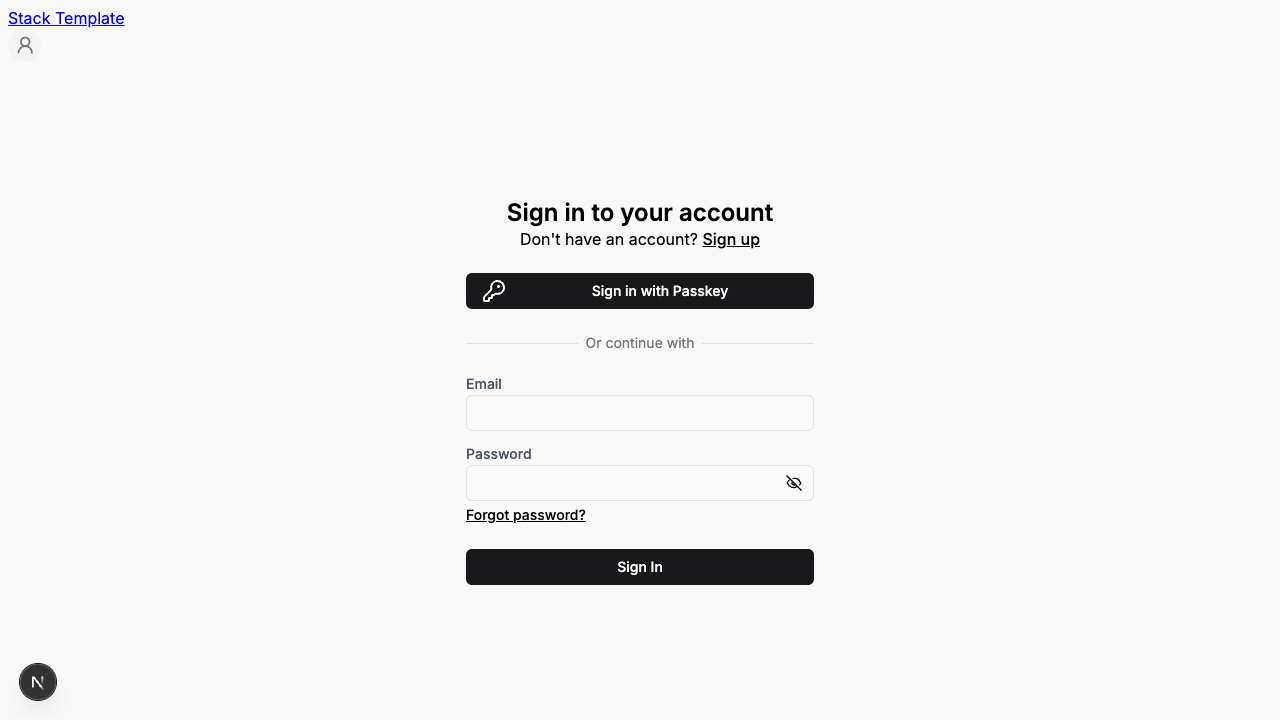 Stack Template
Sign in to your account
Don't have an account? Sign up
Sign in with Passkey
Or continue with
Email
Password
Forgot password?
Sign In
N